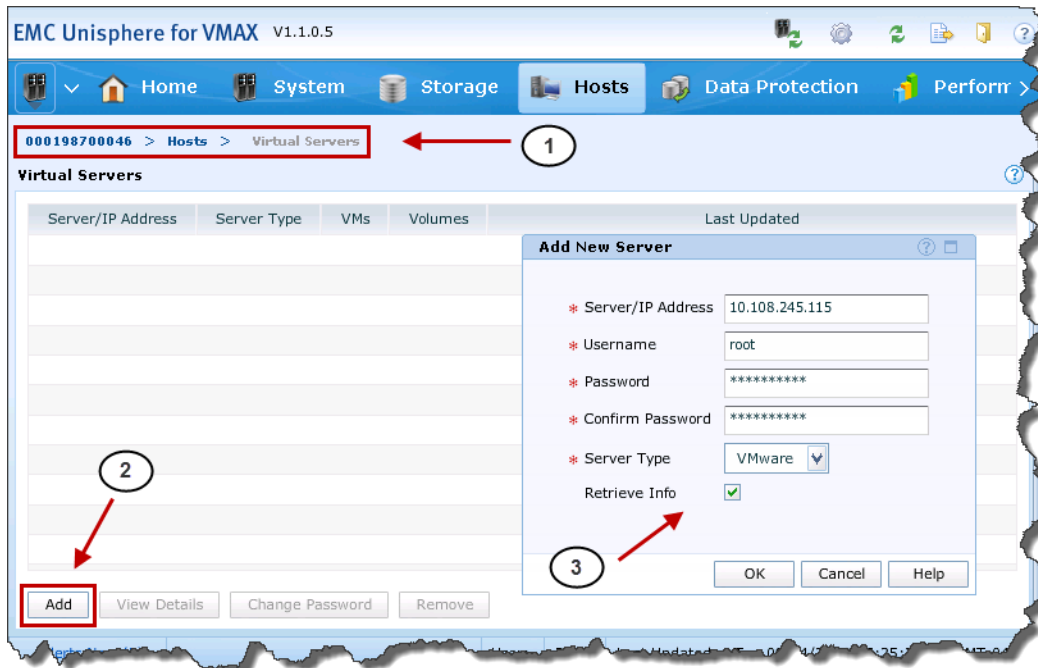 EMC Unisphere for VMAX V1.1.0.5
Home System Storage Hosts Data Protection Perform
000198700046 > Hosts > Virtual Servers
1
Virtual Servers
Server/IP Address Server Type VMs Volumes Last Updated
Add New Server
* Server/IP Address 10.108.245.115
* Username root
* Password **********
* Confirm Password **********
* Server Type VMware
2
Retrieve Info
3
OK Cancel Help
Add View Details Change Password Remove